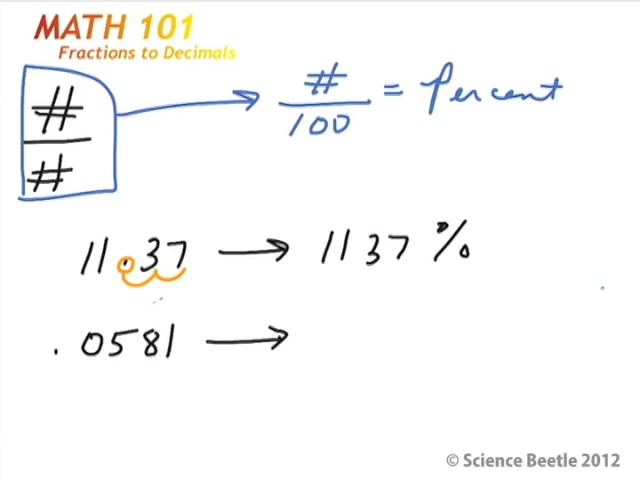 MATH 101
Fractions to Decimals
#
#
# = Percent
100
11.37 → 1137 %
.0581 →
© Science Beetle 2012